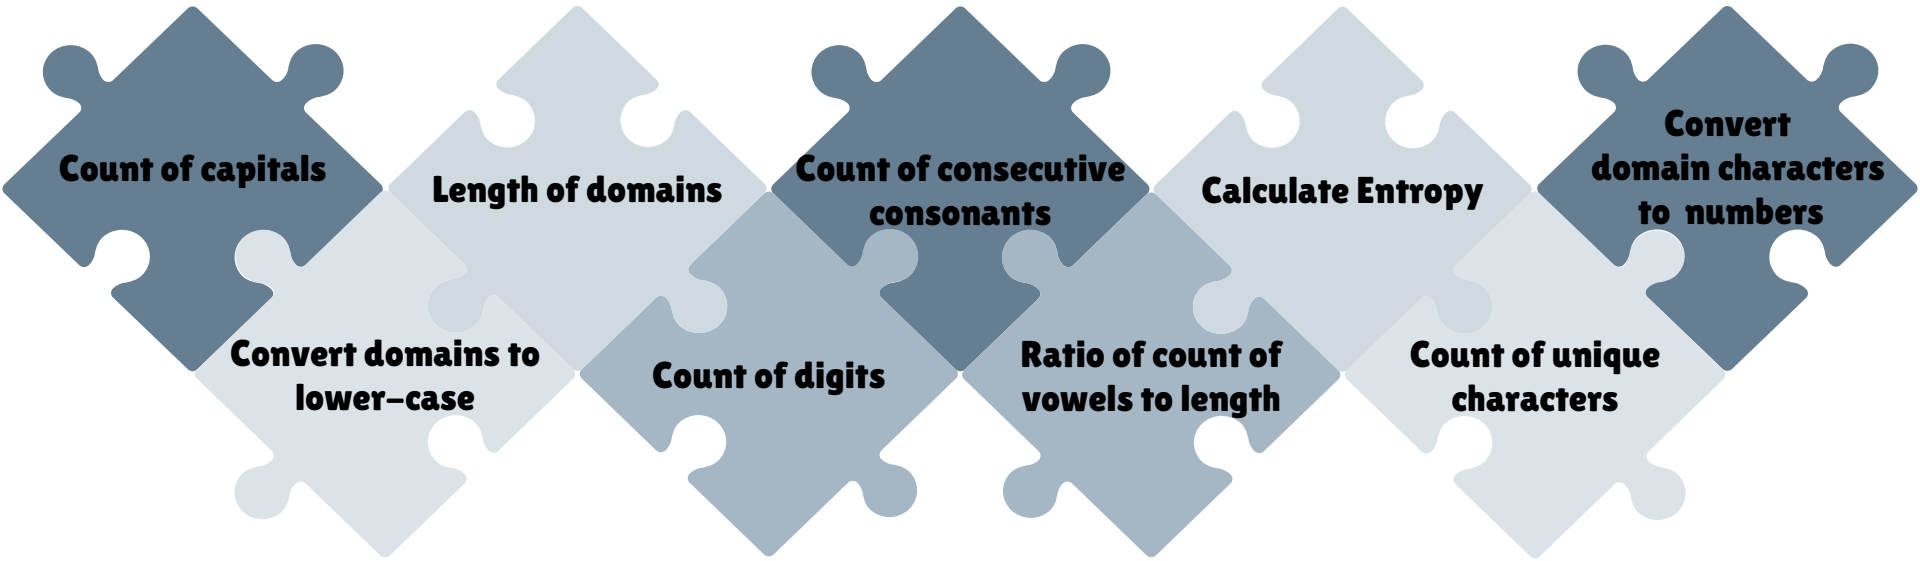 Count of capitals
Convert domains to
lower-case
Length of domains
Count of digits
Count of consecutive
consonants
Ratio of count of
vowels to length
Calculate Entropy
Count of unique
characters
Convert
domain characters
to numbers